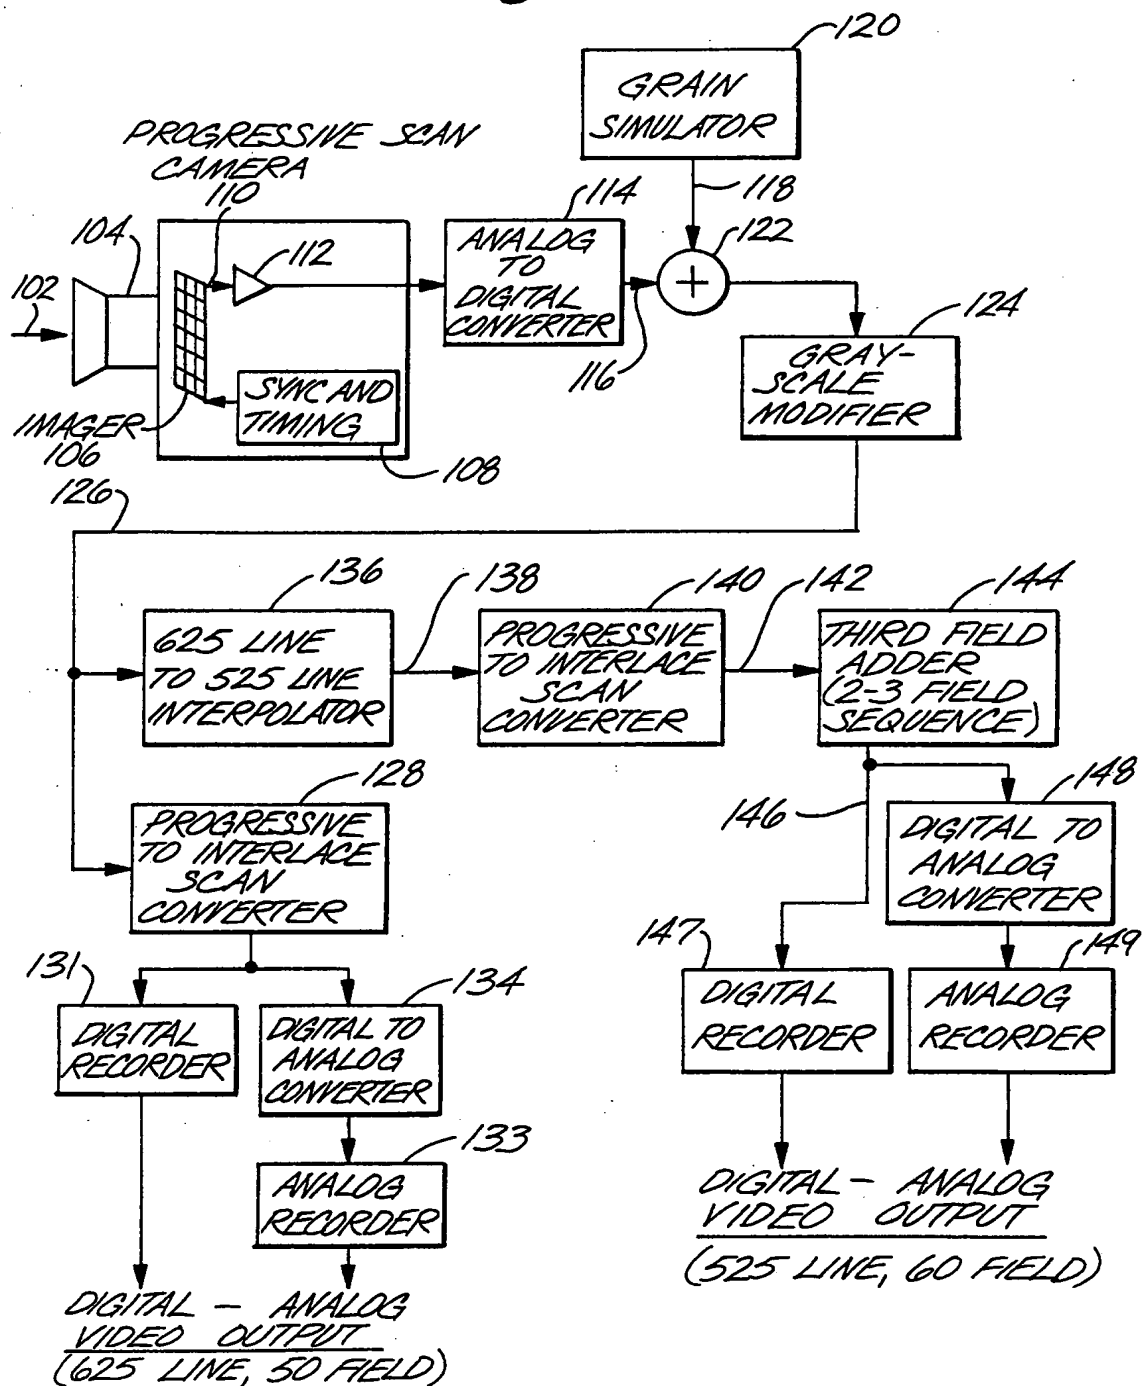 120
GRAIN
SIMULATOR
PROGRESSIVE SCAN
CAMERA
110
118
114
122
104
112
ANALOG
TO
DIGITAL
CONVERTER
+
102
116
124
GRAY-
SCALE
MODIFIER
SYNC AND
TIMING
IMAGER
106
108
126
136
138
140
142
144
625 LINE
TO 525 LINE
INTERPOLATOR
PROGRESSIVE
TO INTERLACE
SCAN
CONVERTER
THIRD FIELD
ADDER
(2-3 FIELD
SEQUENCE)
128
PROGRESSIVE
TO INTERLACE
SCAN
CONVERTER
146
148
DIGITAL TO
ANALOG
CONVERTER
147
149
DIGITAL
RECORDER
ANALOG
RECORDER
131
134
DIGITAL
RECORDER
DIGITAL TO
ANALOG
CONVERTER
133
ANALOG
RECORDER
DIGITAL - ANALOG
VIDEO OUTPUT
(525 LINE, 60 FIELD)
DIGITAL - ANALOG
VIDEO OUTPUT
(625 LINE, 50 FIELD)